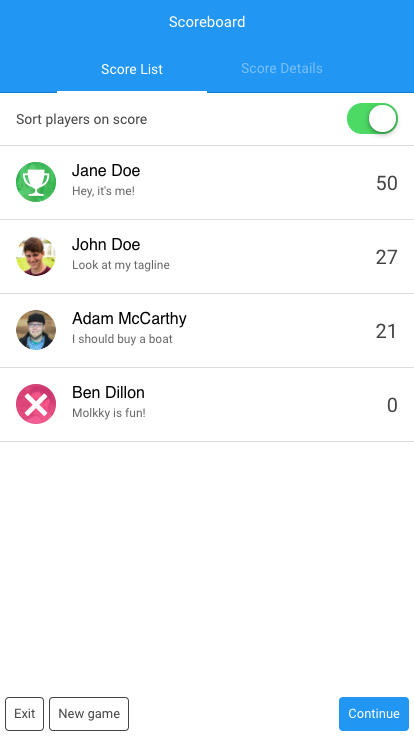 Scoreboard
Score List
Score Details
Sort players on score
Jane Doe
Hey, it's me!
50
John Doe
Look at my tagline
27
Adam McCarthy
I should buy a boat
21
Ben Dillon
Molkky is fun!
0
Exit
New game
Continue